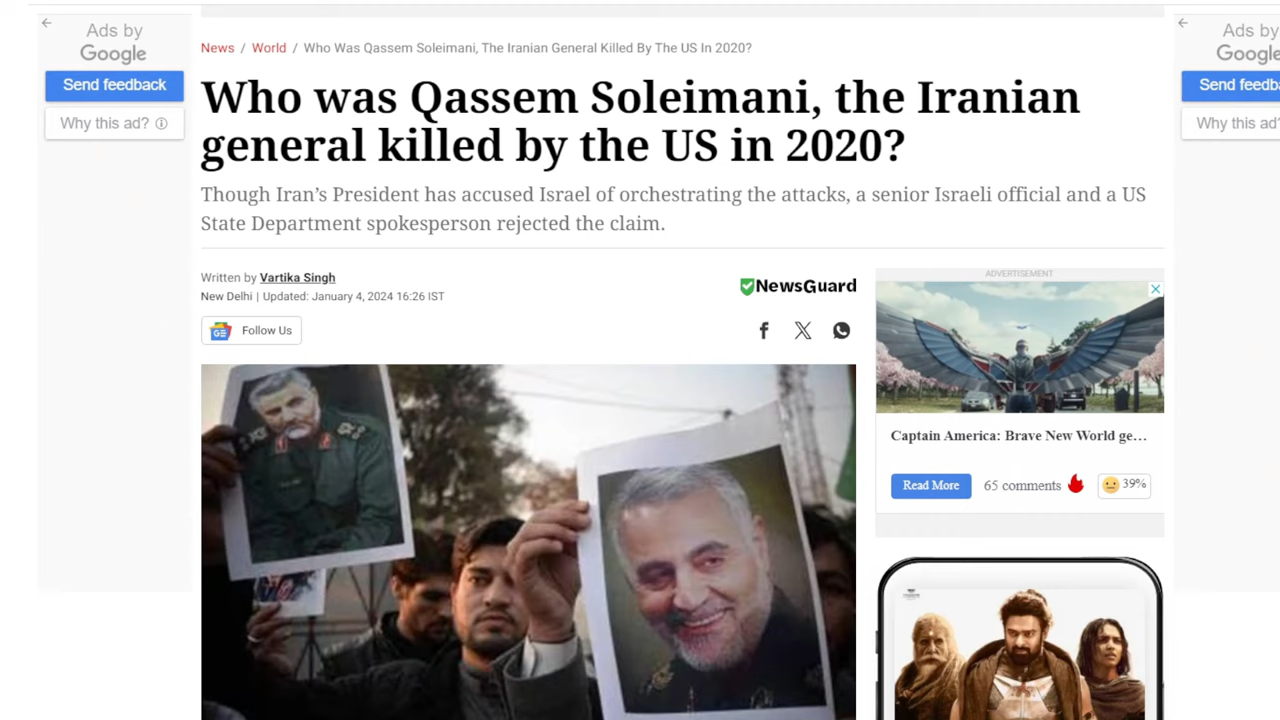 Ads by
Google
Send feedback
Why this ad?
News / World / Who Was Qassem Soleimani, The Iranian General Killed By The US In 2020?
Who was Qassem Soleimani, the Iranian
general killed by the US in 2020?
Though Iran's President has accused Israel of orchestrating the attacks, a senior Israeli official and a US
State Department spokesperson rejected the claim.
Written by Vartika Singh
New Delhi | Updated: January 4, 2024 16:26 IST
NewsGuard
GE Follow Us
ADVERTISEMENT
Captain America: Brave New World ge...
Read More 65 comments 39%
Ads by
Google
Send feedba
Why this ad?